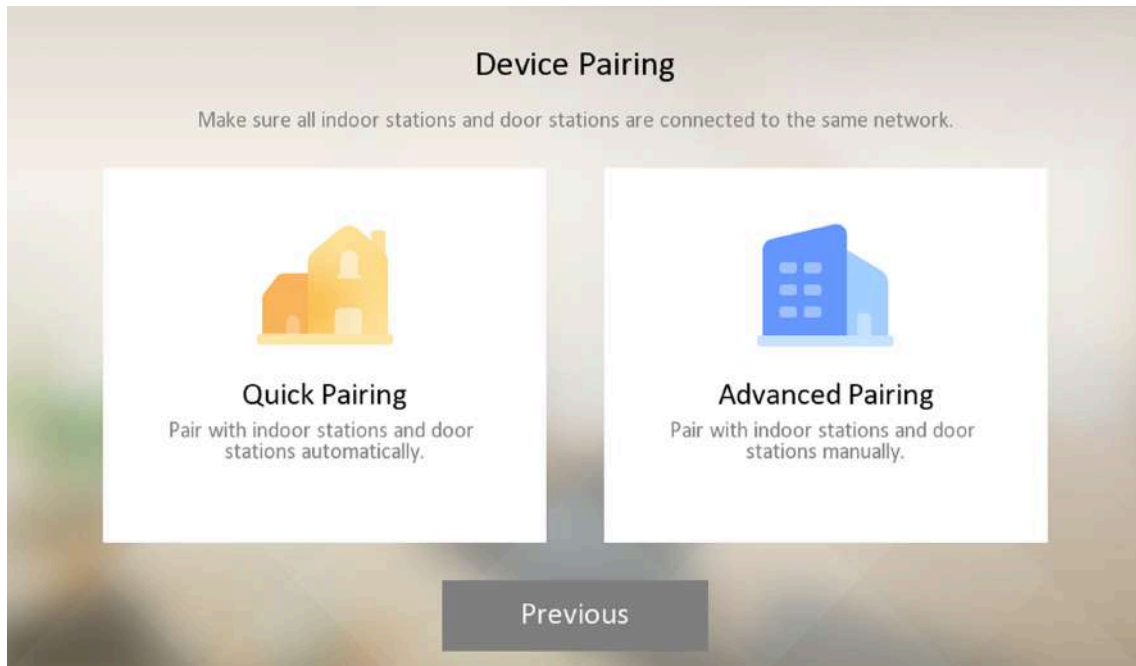 Device Pairing
Make sure all indoor stations and door stations are connected to the same network.
Quick Pairing
Pair with indoor stations and door
stations automatically.
Advanced Pairing
Pair with indoor stations and door
stations manually.
Previous